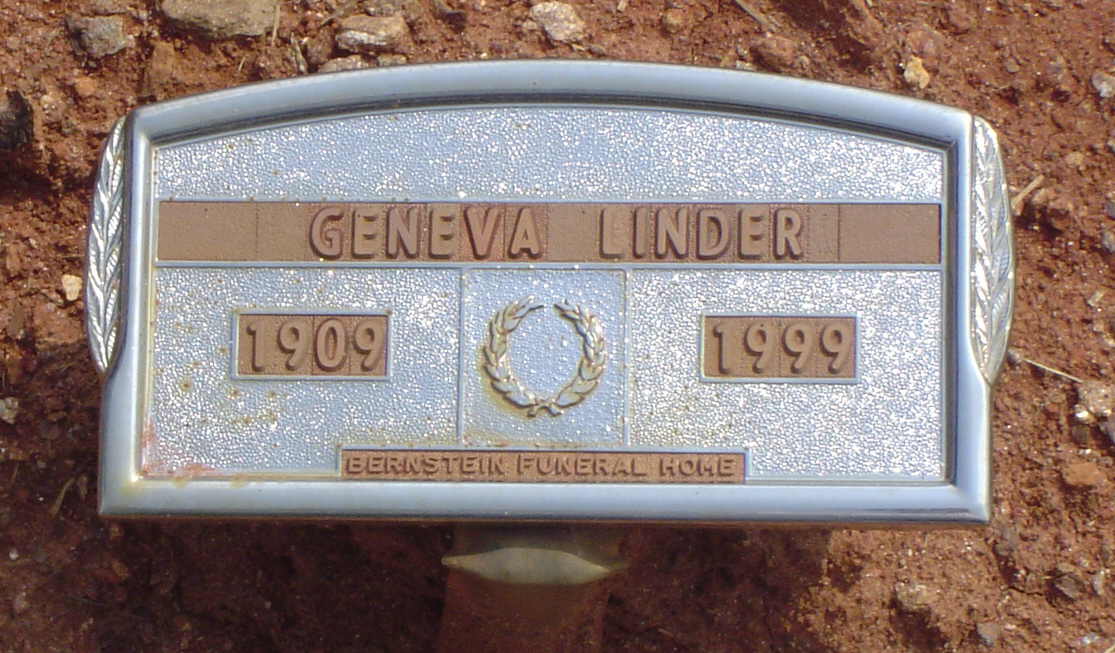 GENEVA LINDER
1909 1999
BERNSTEIN FUNERAL HOME